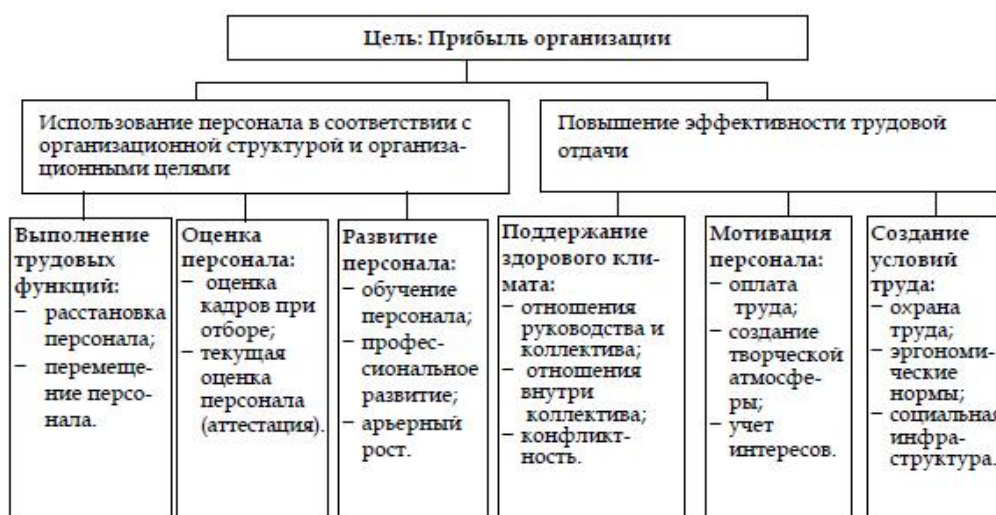 Цель: Прибыль организации
Использование персонала в соответствии с
организационной структурой и организа-
ционными целями
Повышение эффективности трудовой
отдачи
Выполнение
трудовых
функций:
− расстановка
персонала;
− перемеще-
ние персо-
нала.
Оценка
персонала:
− оценка
кадров при
отборе;
− текущая
оценка
персонала
(аттестация).
Развитие
персонала:
− обучение
персонала;
− профес-
сиональное
развитие;
− арьерный
рост.
Поддержание
здорового кли-
мата:
− отношения
руководства и
коллектива;
− отношения
внутри
коллектива;
− конфликт-
ность.
Мотивация
персонала:
− оплата
труда;
− создание
творческой
атмосфе-
ры;
− учет
интересов.
Создание
условий
труда:
− охрана
труда;
− эргономи-
ческие
нормы;
− социальная
инфра-
структура.